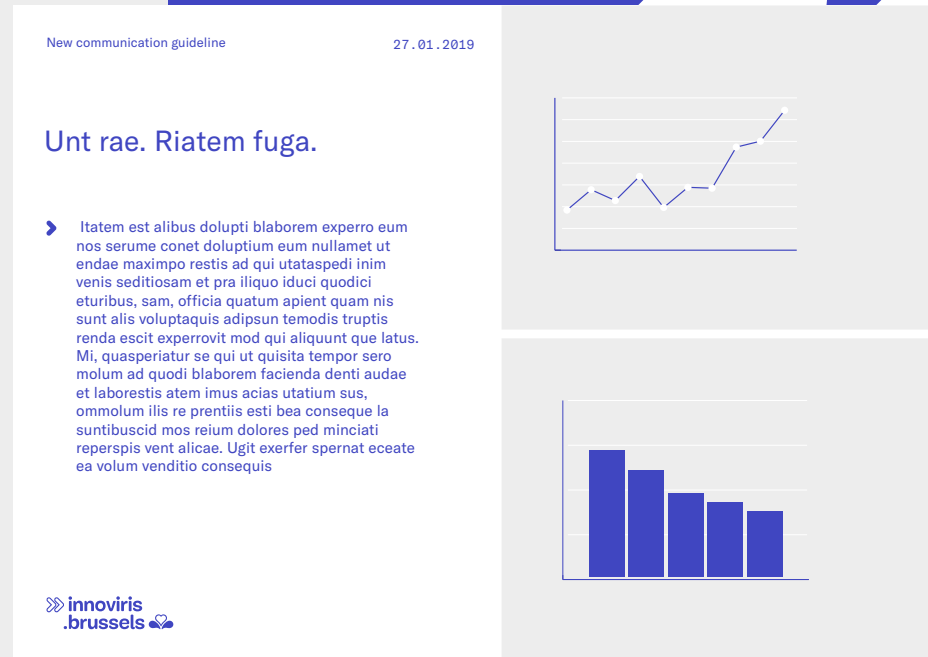 New communication guideline
27.01.2019
Unt rae. Riatem fuga.
Itatem est alibus dolupti blaborem experro eum
nos serume conet doluptium eum nullamet ut
endae maximpo restis ad qui utataspedi inim
venis seditiosam et pra iliquo iduci quodici
eturibus, sam, officia quatum apient quam nis
sunt alis voluptaquis adipsun temodis truptis
renda escit experrovit mod qui aliquunt que latus.
Mi, quasperiatur se qui ut quisita tempor sero
molum ad quodi blaborem facienda denti audae
et laborestis atem imus acias utatium sus,
ommolum ilis re prentiis esti bea conseque la
suntibuscid mos reium dolores ped minciati
reperspis vent alicae. Ugit exerfer spernat eceate
ea volum venditio consequis
innoviris
.brussels